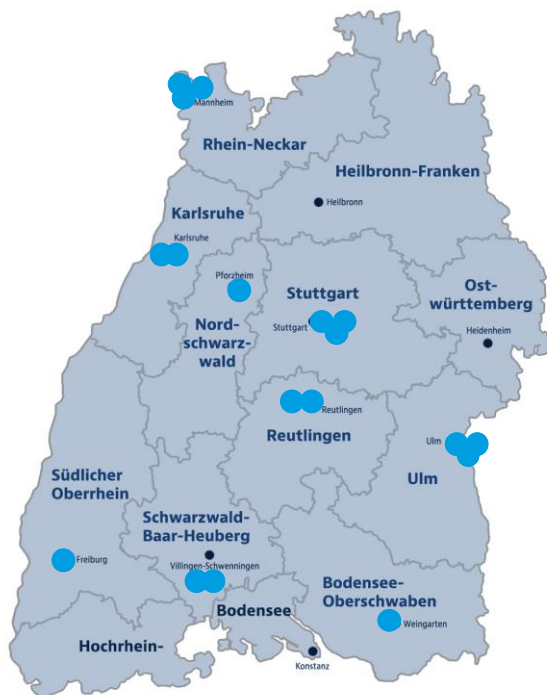 Mannheim
Rhein-Neckar
Heilbronn-Franken
Heilbronn
Karlsruhe
Karlsruhe
Pforzheim
Stuttgart
Ost-
württemberg
Stuttgart
Nord-
schwarz-
wald
Heidenheim
Reutlingen
Reutlingen
Ulm
Ulm
Südlicher
Oberrhein
Schwarzwald-
Baar-Heuberg
Freiburg
Villingen-Schwenningen
Bodensee-
Oberschwaben
Bodensee
Weingarten
Hochrhein-
Konstanz